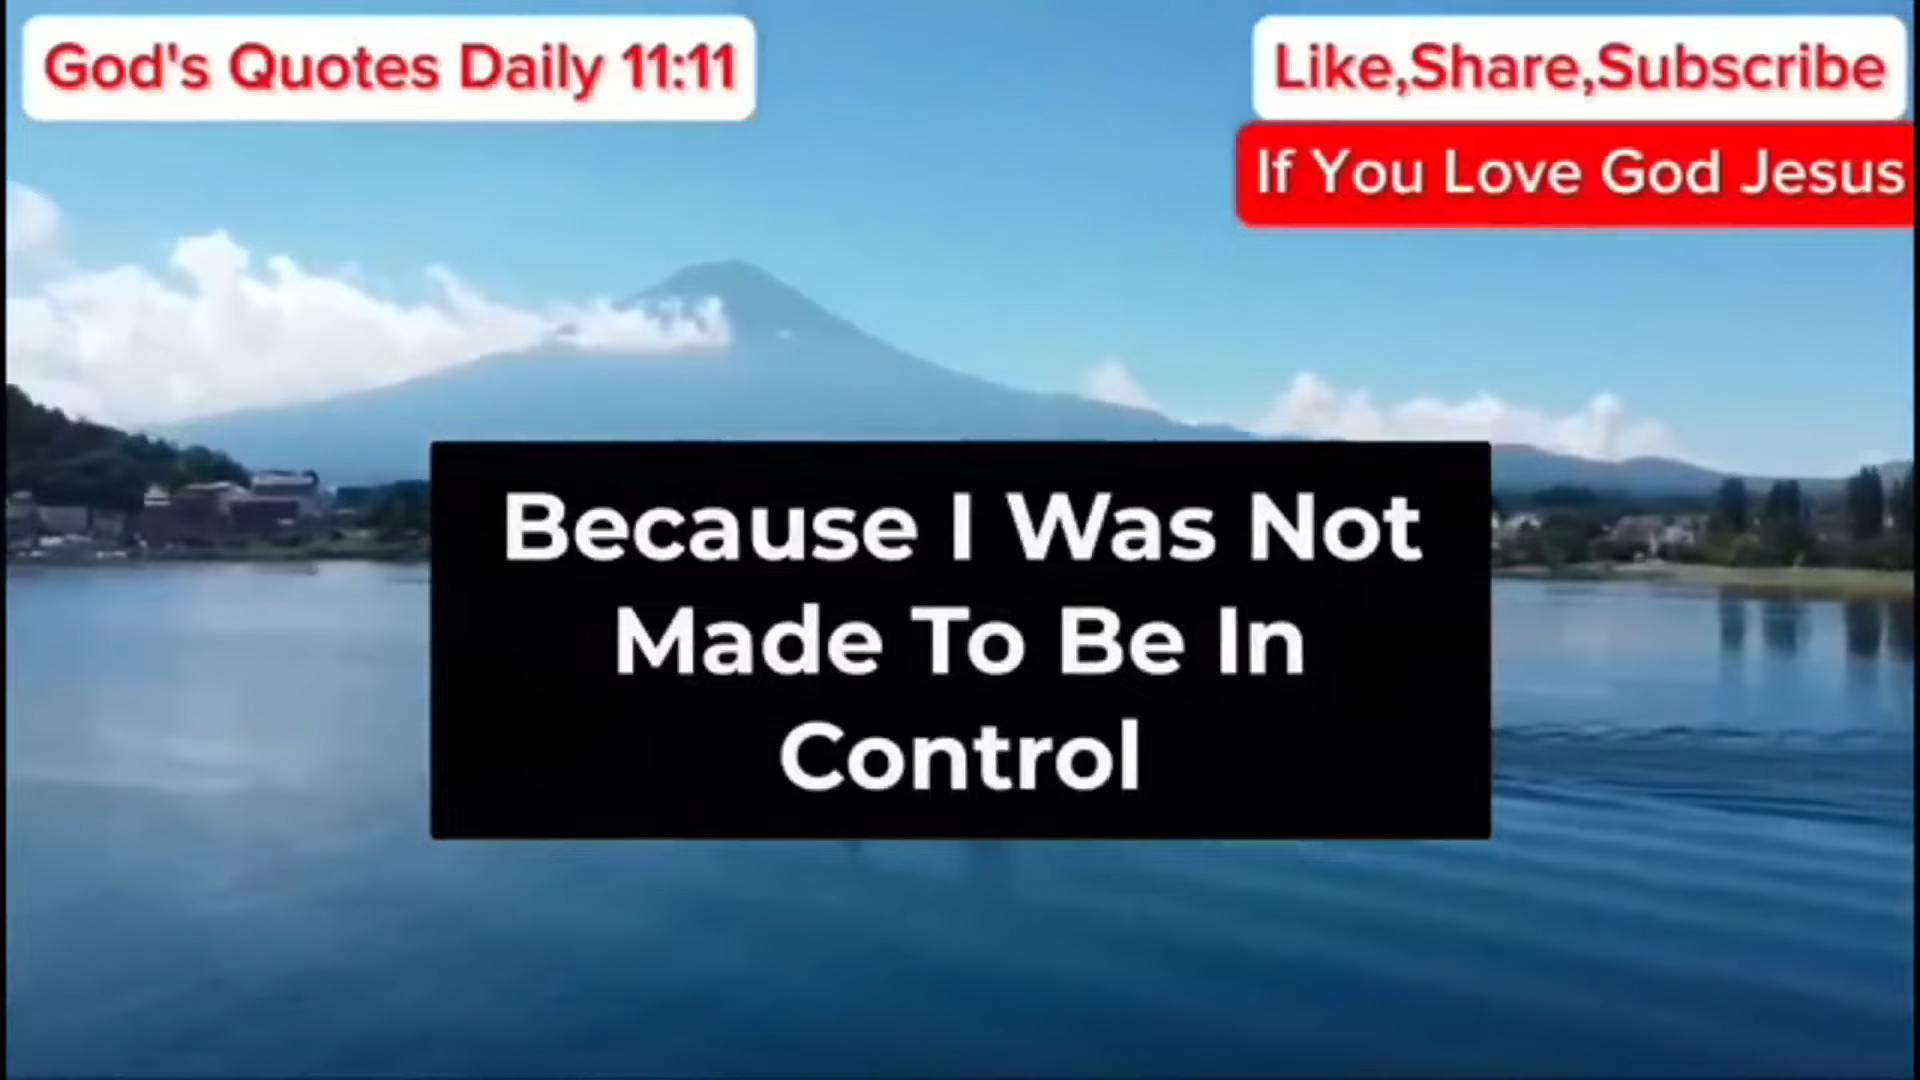 God's Quotes Daily 11:11
Like,Share,Subscribe
If You Love God Jesus
Because I Was Not
Made To Be In
Control